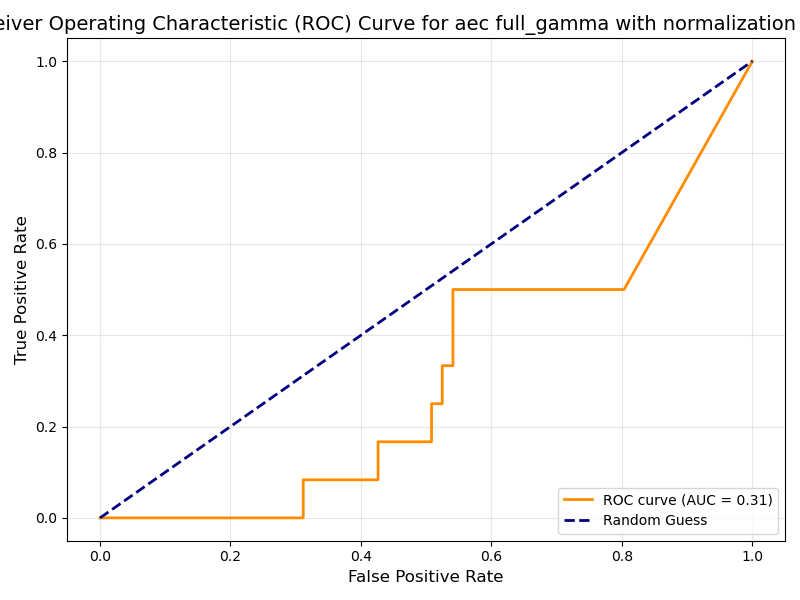 eiver Operating Characteristic (ROC) Curve for aec full_gamma with normalization
1.0
0.8
0.6
0.4
0.2
0.0
True Positive Rate
0.0 0.2 0.4 0.6 0.8 1.0
False Positive Rate
ROC curve (AUC = 0.31)
Random Guess